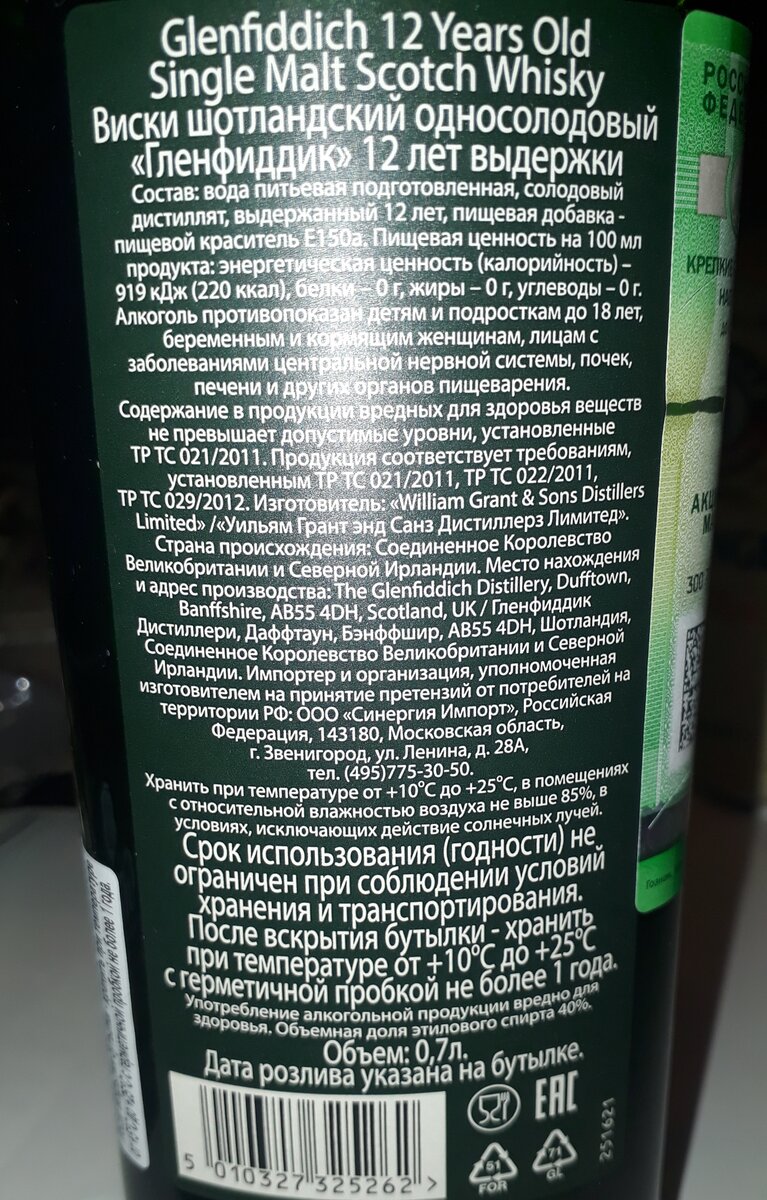 Glenfiddich 12 Years Old
Single Malt Scotch Whisky
Виски шотландский односолодовый
«Гленфиддик» 12 лет выдержки
Состав: вода питьевая подготовленная, солодовый
дистиллят, выдержанный 12 лет, пищевая добавка -
пищевой краситель Е150а. Пищевая ценность на 100 мл
продукта: энергетическая ценность (калорийность) –
919 кДж (220 ккал), белки – 0 г, жиры – 0 г, углеводы – 0 г.
Алкоголь противопоказан детям и подросткам до 18 лет,
беременным и кормящим женщинам, лицам с
заболеваниями центральной нервной системы, почек,
печени и других органов пищеварения.
Содержание в продукции вредных для здоровья веществ
не превышает допустимые уровни, установленные
ТР ТС 021/2011. Продукция соответствует требованиям,
установленным ТР ТС 021/2011, ТР ТС 022/2011,
ТР ТС 029/2012. Изготовитель: «William Grant & Sons Distillers
Limited» /«Уильям Грант энд Санз Дистиллерз Лимитед».
Страна происхождения: Соединенное Королевство
Великобритании и Северной Ирландии. Место нахождения
и адрес производства: The Glenfiddich Distillery, Dufftown,
Banffshire, AB55 4DH, Scotland, UK / Гленфиддик
Дистиллери, Даффтаун, Бэнффшир, AB55 4DH, Шотландия,
Соединенное Королевство Великобритании и Северной
Ирландии. Импортер и организация, уполномоченная
изготовителем на принятие претензий от потребителей на
территории РФ: ООО «Синергия Импорт», Российская
Федерация, 143180, Московская область,
г. Звенигород, ул. Ленина, д. 28А,
тел. (495)775-30-50.
Хранить при температуре от +10°С до +25°С, в помещениях
с относительной влажностью воздуха не выше 85%, в
условиях, исключающих действие солнечных лучей.
Срок использования (годности) не
ограничен при соблюдении условий
хранения и транспортирования.
После вскрытия бутылки - хранить
при температуре от +10°С до +25°С
с герметичной пробкой не более 1 года.
Употребление алкогольной продукции вредно для
здоровья. Объемная доля этилового спирта 40%.
Объем: 0,7л.
Дата розлива указана на бутылке.
5 010327 325262 >
EAC
51
FOR
71
GL
251621
РОСС
ФЕД
КРЕПКИ
НА
АКЦ
М
300